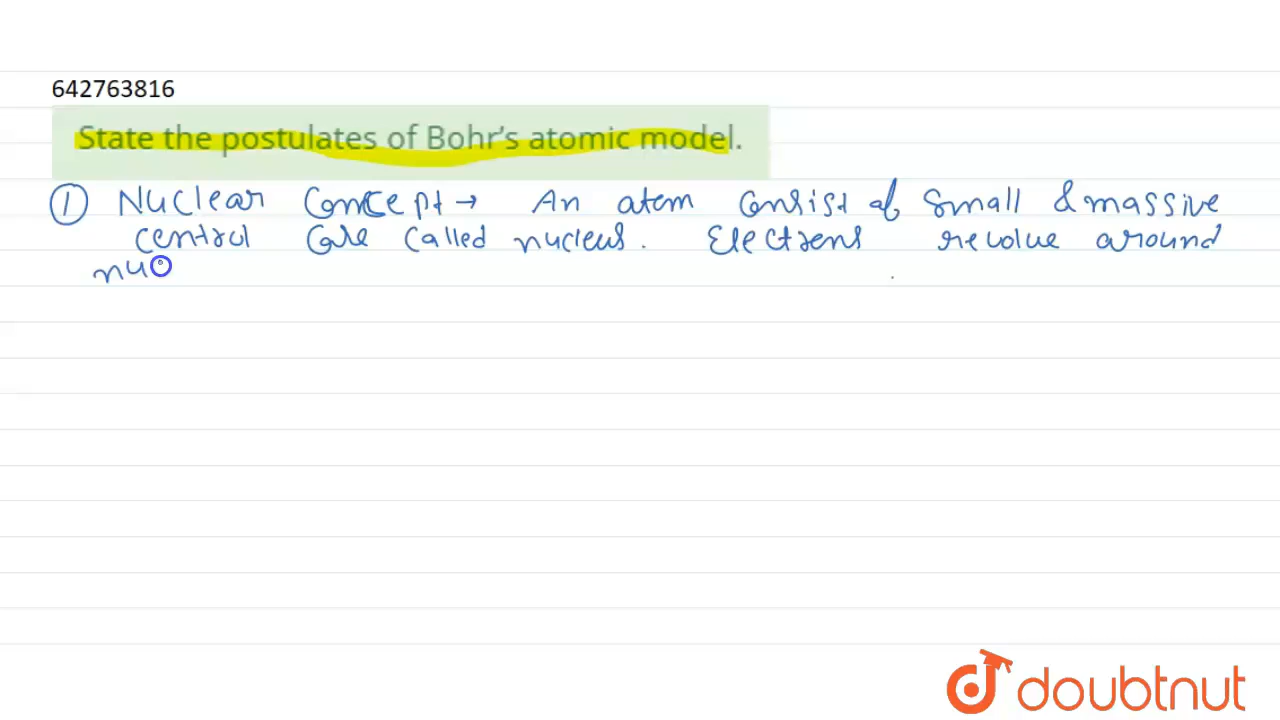 642763816
State the postulates of Bohr's atomic model.
① Nuclear Concept → An atom Consist of Small & massive
central Core called nucleus. Electrons revolve around
nu
doubtnut